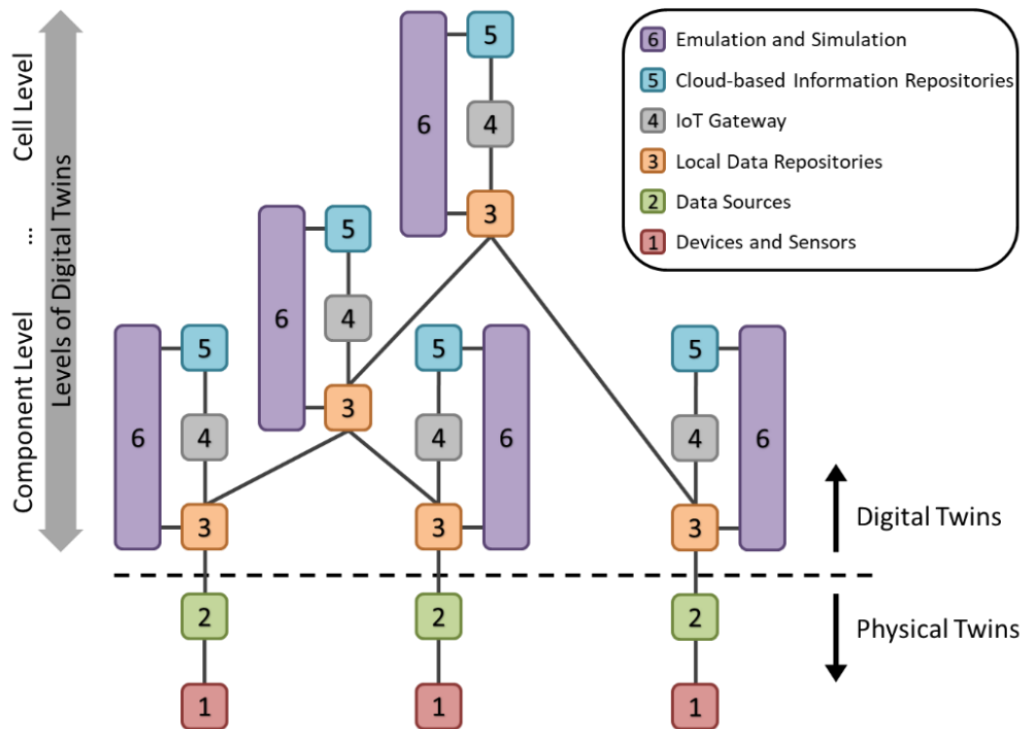 Cell Level
...
Component Level
Levels of Digital Twins
6 Emulation and Simulation
5 Cloud-based Information Repositories
4 IoT Gateway
3 Local Data Repositories
2 Data Sources
1 Devices and Sensors
5
6
4
3
5
6
4
3
5
6
4
3
5
4
6
3
5
4
6
3
Digital Twins
Physical Twins
2
2
2
1
1
1